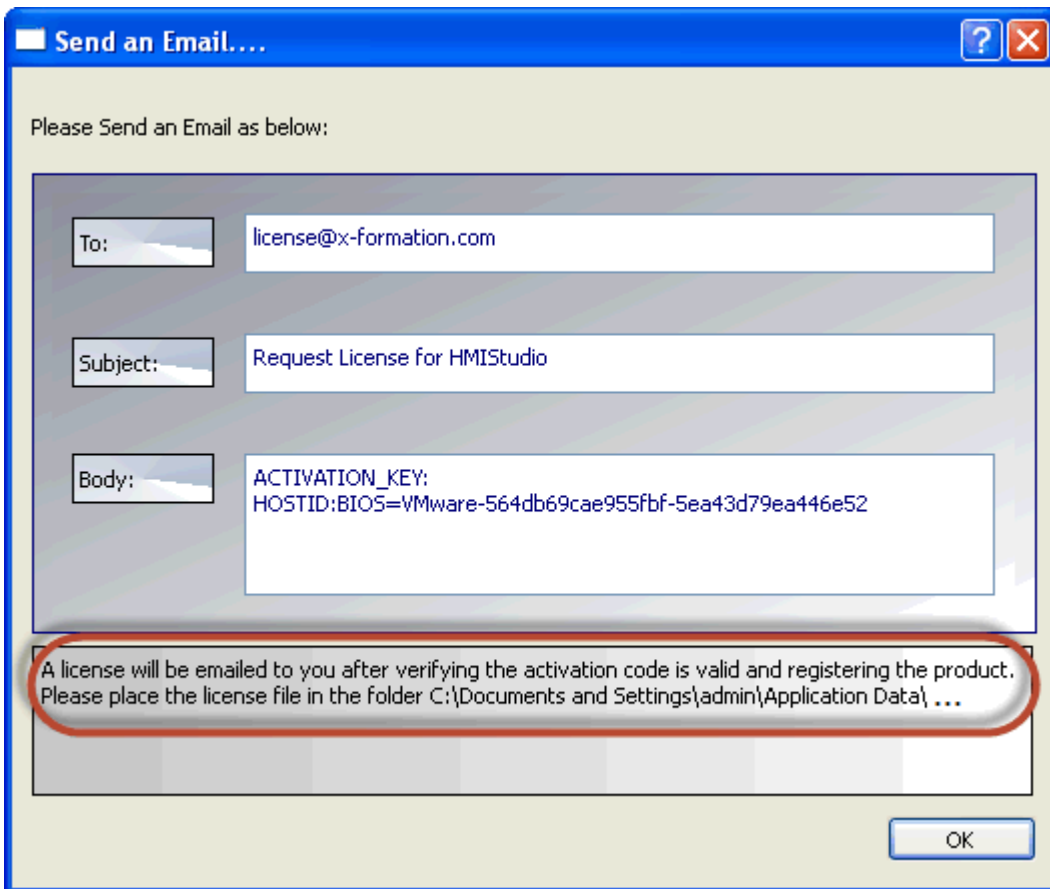 Send an Email....
Please Send an Email as below:
To:
license@x-formation.com
Subject:
Request License for HMIStudio
Body:
ACTIVATION_KEY:
HOSTID:BIOS=VMware-564db69cae955fbf-5ea43d79ea446e52
A license will be emailed to you after verifying the activation code is valid and registering the product.
Please place the license file in the folder C:\Documents and Settings\admin\Application Data\ ...
OK